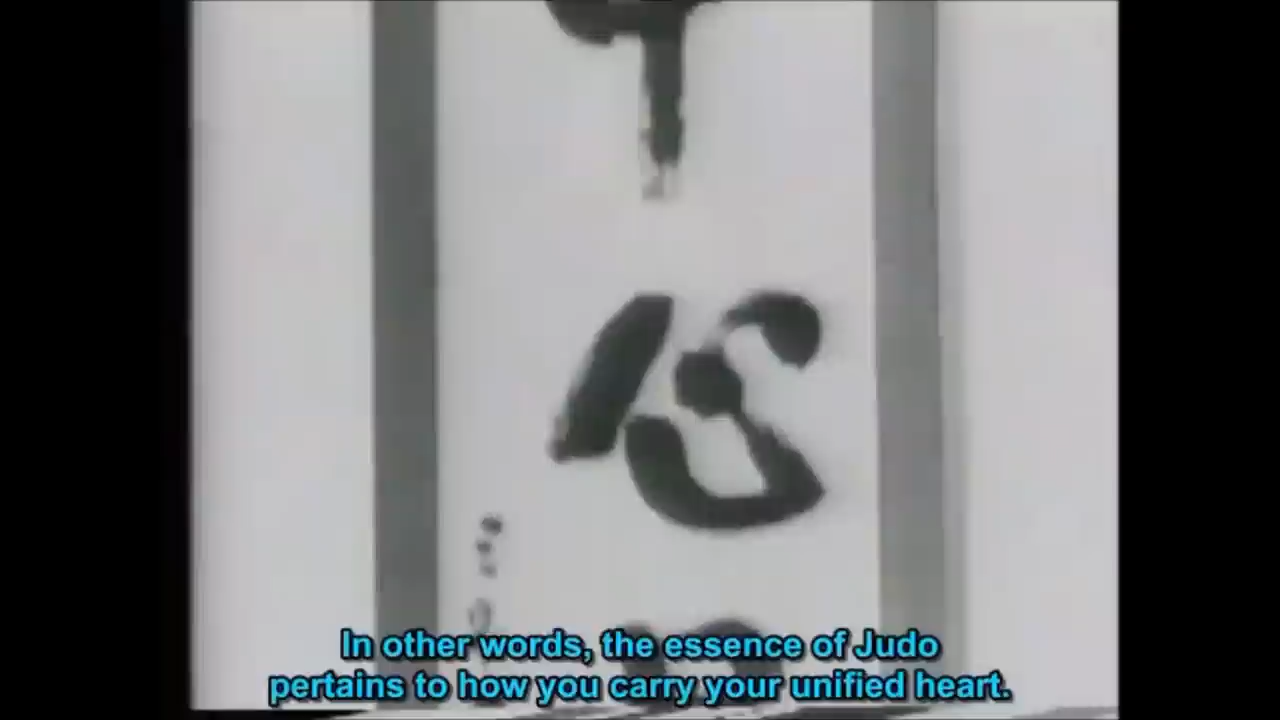 心
In other words, the essence of Judo
pertains to how you carry your unified heart.